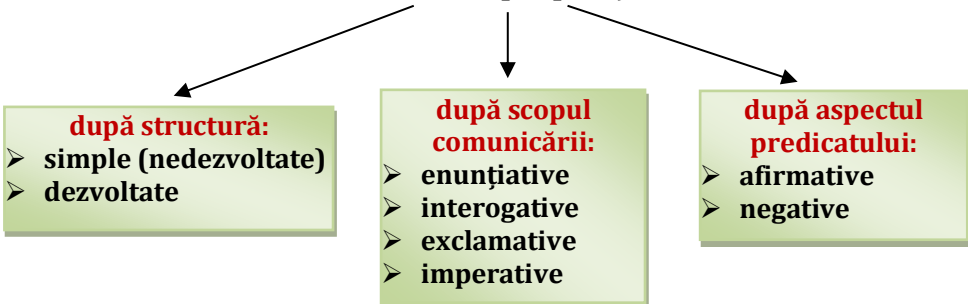 după structură:
➢ simple (nedezvoltate)
➢ dezvoltate
după scopul
comunicării:
➢ enunțiative
➢ interogative
➢ exclamative
➢ imperative
după aspectul
predicatului:
➢ afirmative
➢ negative